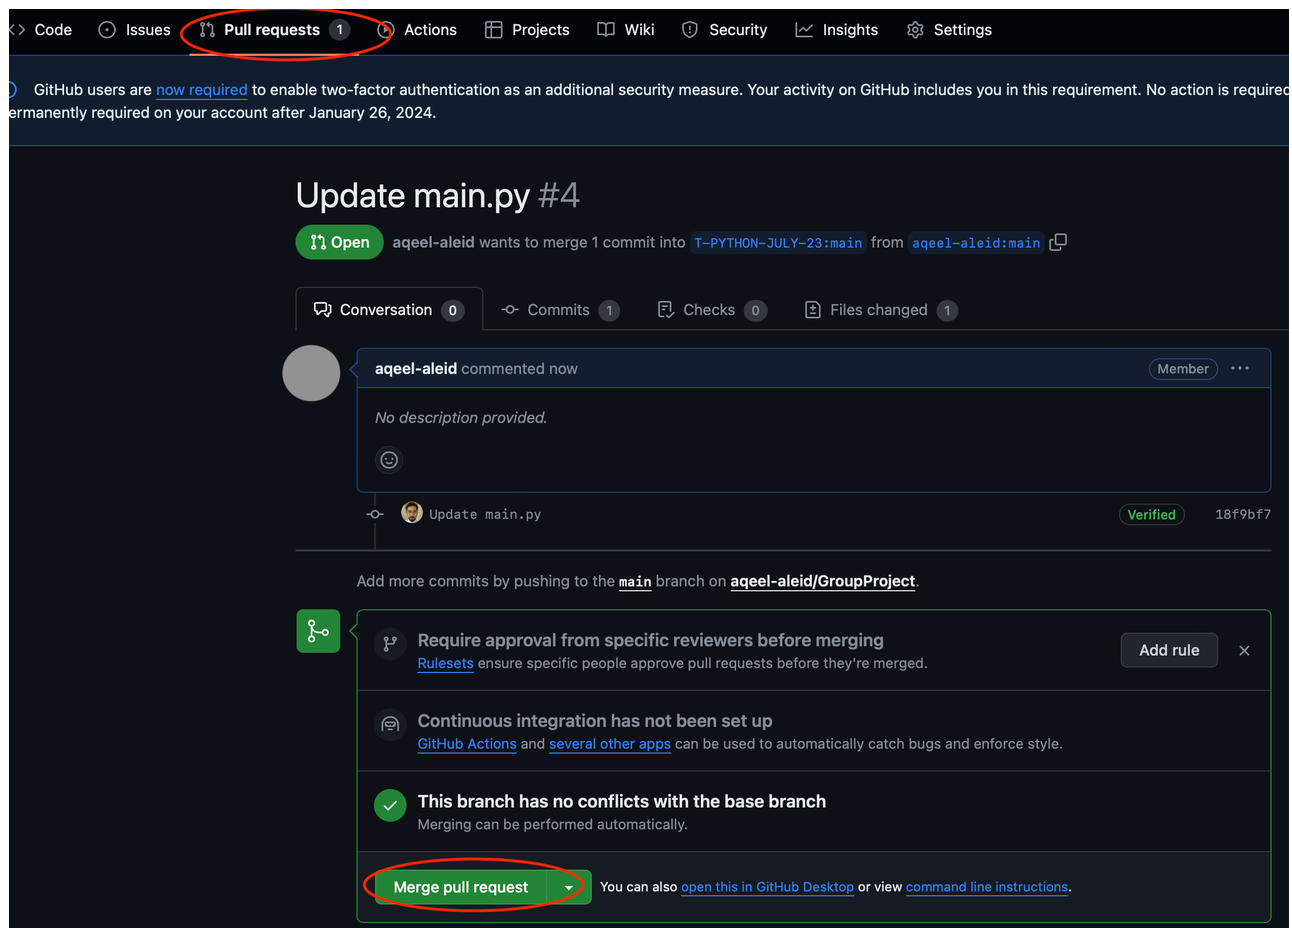 Code Issues Pull requests 1 Actions Projects Wiki Security Insights Settings
GitHub users are now required to enable two-factor authentication as an additional security measure. Your activity on GitHub includes you in this requirement. No action is required
ermanently required on your account after January 26, 2024.
Update main.py #4
Open aqeel-aleid wants to merge 1 commit into T-PYTHON-JULY-23:main from aqeel-aleid:main
Conversation 0 Commits 1 Checks 0 Files changed 1
aqeel-aleid commented now Member ...
No description provided.
Update main.py Verified 18f9bf7
Add more commits by pushing to the main branch on aqeel-aleid/GroupProject.
Require approval from specific reviewers before merging
Rulesets ensure specific people approve pull requests before they're merged.
Add rule
Continuous integration has not been set up
GitHub Actions and several other apps can be used to automatically catch bugs and enforce style.
This branch has no conflicts with the base branch
Merging can be performed automatically.
Merge pull request You can also open this in GitHub Desktop or view command line instructions.